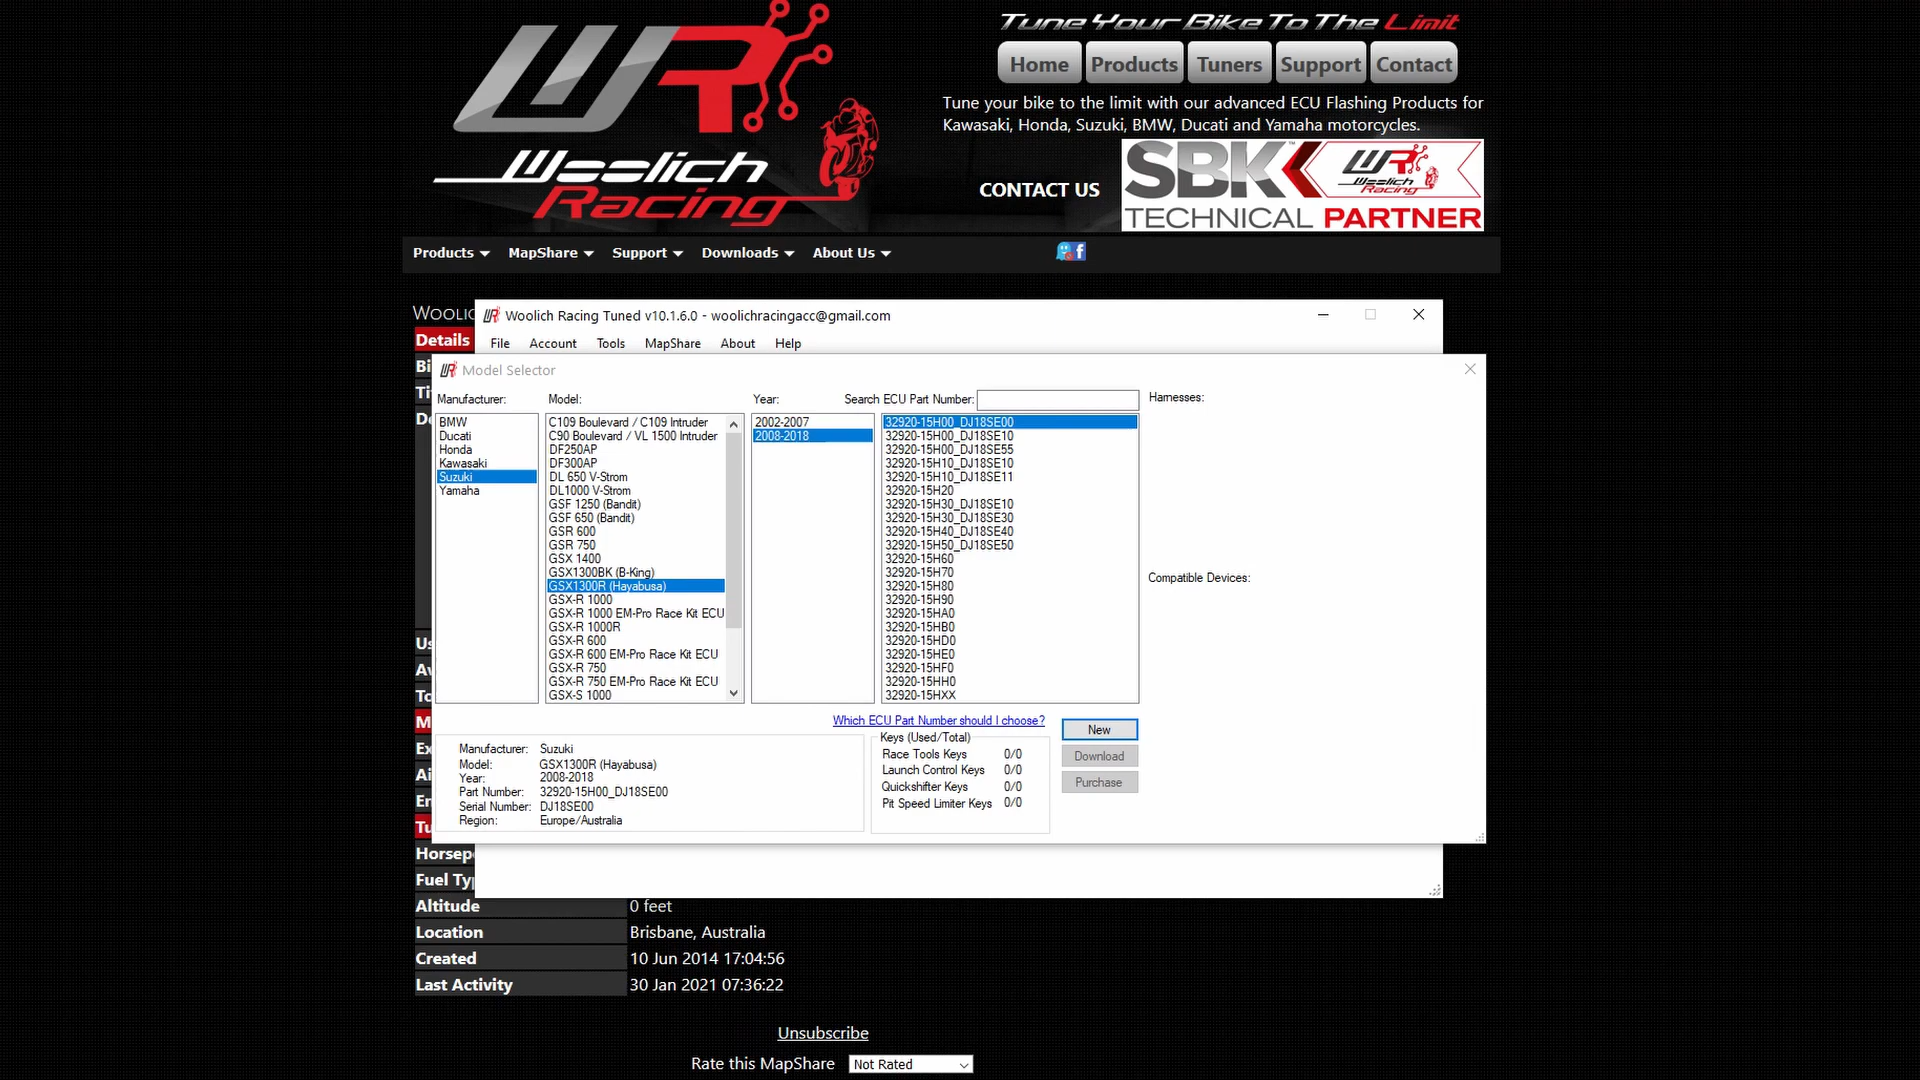 Tune Your Bike To The Limit
Home Products Tuners Support Contact
Tune your bike to the limit with our advanced ECU Flashing Products for
Kawasaki, Honda, Suzuki, BMW, Ducati and Yamaha motorcycles.
WR
Woolich
Racing
CONTACT US
SBK
WR
Woolich
Racing
TECHNICAL PARTNER
Products MapShare Support Downloads About Us
Woolich Racing Tuned v10.1.6.0 - woolichracingacc@gmail.com
File Account Tools MapShare About Help
Details
Model Selector
Manufacturer: Model: Year: Search ECU Part Number: Harnesses:
BMW
Ducati
Honda
Kawasaki
Suzuki
Yamaha
C109 Boulevard / C109 Intruder
C90 Boulevard / VL 1500 Intruder
DF250AP
DF300AP
DL 650 V-Strom
DL1000 V-Strom
GSF 1250 (Bandit)
GSF 650 (Bandit)
GSR 600
GSR 750
GSX 1400
GSX1300BK (B-King)
GSX1300R (Hayabusa)
GSX-R 1000
GSX-R 1000 EM-Pro Race Kit ECU
GSX-R 1000R
GSX-R 600
GSX-R 600 EM-Pro Race Kit ECU
GSX-R 750
GSX-R 750 EM-Pro Race Kit ECU
GSX-S 1000
2002-2007
2008-2018
32920-15H00_DJ18SE00
32920-15H00_DJ18SE10
32920-15H00_DJ18SE55
32920-15H10_DJ18SE10
32920-15H10_DJ18SE11
32920-15H20
32920-15H30_DJ18SE10
32920-15H30_DJ18SE30
32920-15H40_DJ18SE40
32920-15H50_DJ18SE50
32920-15H60
32920-15H70
32920-15H80
32920-15H90
32920-15HA0
32920-15HB0
32920-15HD0
32920-15HE0
32920-15HF0
32920-15HH0
32920-15HXX
Compatible Devices:
Which ECU Part Number should I choose?
New
Download
Purchase
Manufacturer: Suzuki
Model: GSX1300R (Hayabusa)
Year: 2008-2018
Part Number: 32920-15H00_DJ18SE00
Serial Number: DJ18SE00
Region: Europe/Australia
Keys (Used/Total)
Race Tools Keys 0/0
Launch Control Keys 0/0
Quickshifter Keys 0/0
Pit Speed Limiter Keys 0/0
Altitude 0 feet
Location Brisbane, Australia
Created 10 Jun 2014 17:04:56
Last Activity 30 Jan 2021 07:36:22
Unsubscribe
Rate this MapShare Not Rated